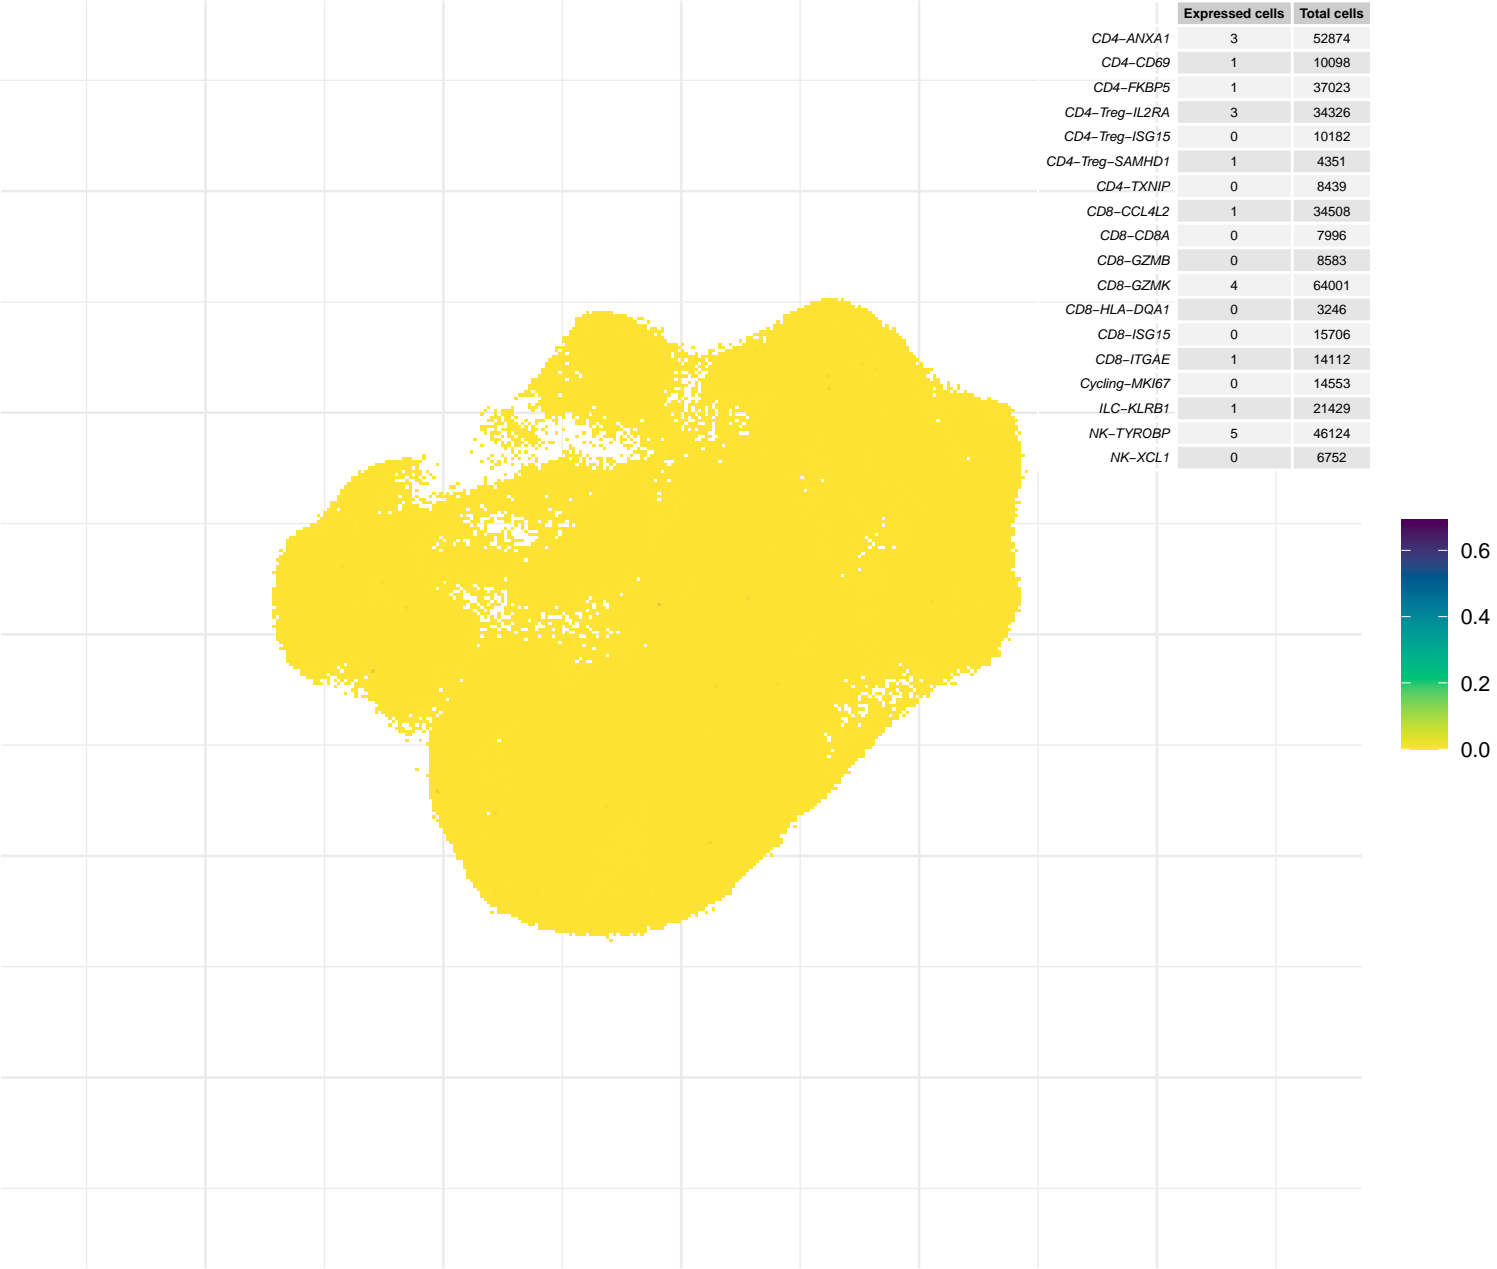 Expressed cells Total cells
CD4−ANXA1 3 52874
CD4−CD69 1 10098
CD4−FKBP5 1 37023
CD4−Treg−IL2RA 3 34326
CD4−Treg−ISG15 0 10182
CD4−Treg−SAMHD1 1 4351
CD4−TXNIP 0 8439
CD8−CCL4L2 1 34508
CD8−CD8A 0 7996
CD8−GZMB 0 8583
CD8−GZMK 4 64001
CD8−HLA−DQA1 0 3246
CD8−ISG15 0 15706
CD8−ITGAE 1 14112
Cycling−MKI67 0 14553
ILC−KLRB1 1 21429
NK−TYROBP 5 46124
NK−XCL1 0 6752
0.6
0.4
0.2
0.0